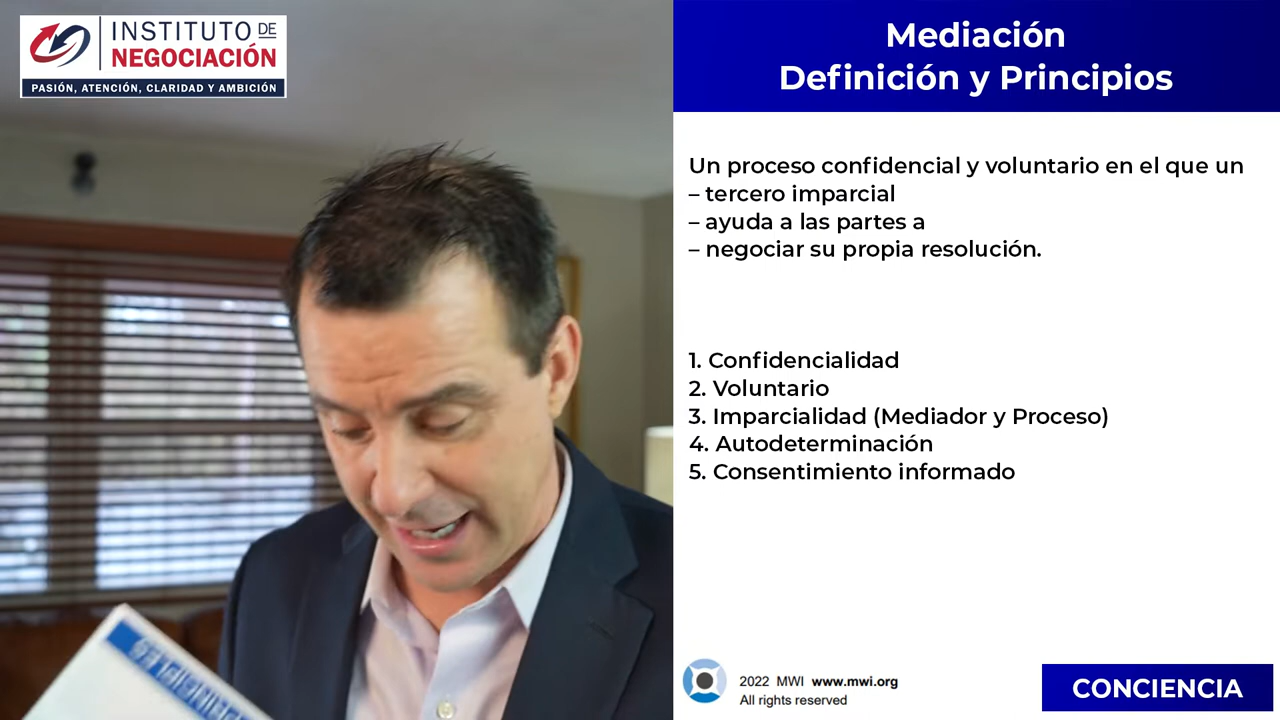 INSTITUTO DE
NEGOCIACIÓN
PASIÓN, ATENCIÓN, CLARIDAD Y AMBICIÓN
Mediación
Definición y Principios
Un proceso confidencial y voluntario en el que un
– tercero imparcial
– ayuda a las partes a
– negociar su propia resolución.
1. Confidencialidad
2. Voluntario
3. Imparcialidad (Mediador y Proceso)
4. Autodeterminación
5. Consentimiento informado
2022 MWI www.mwi.org
All rights reserved
CONCIENCIA